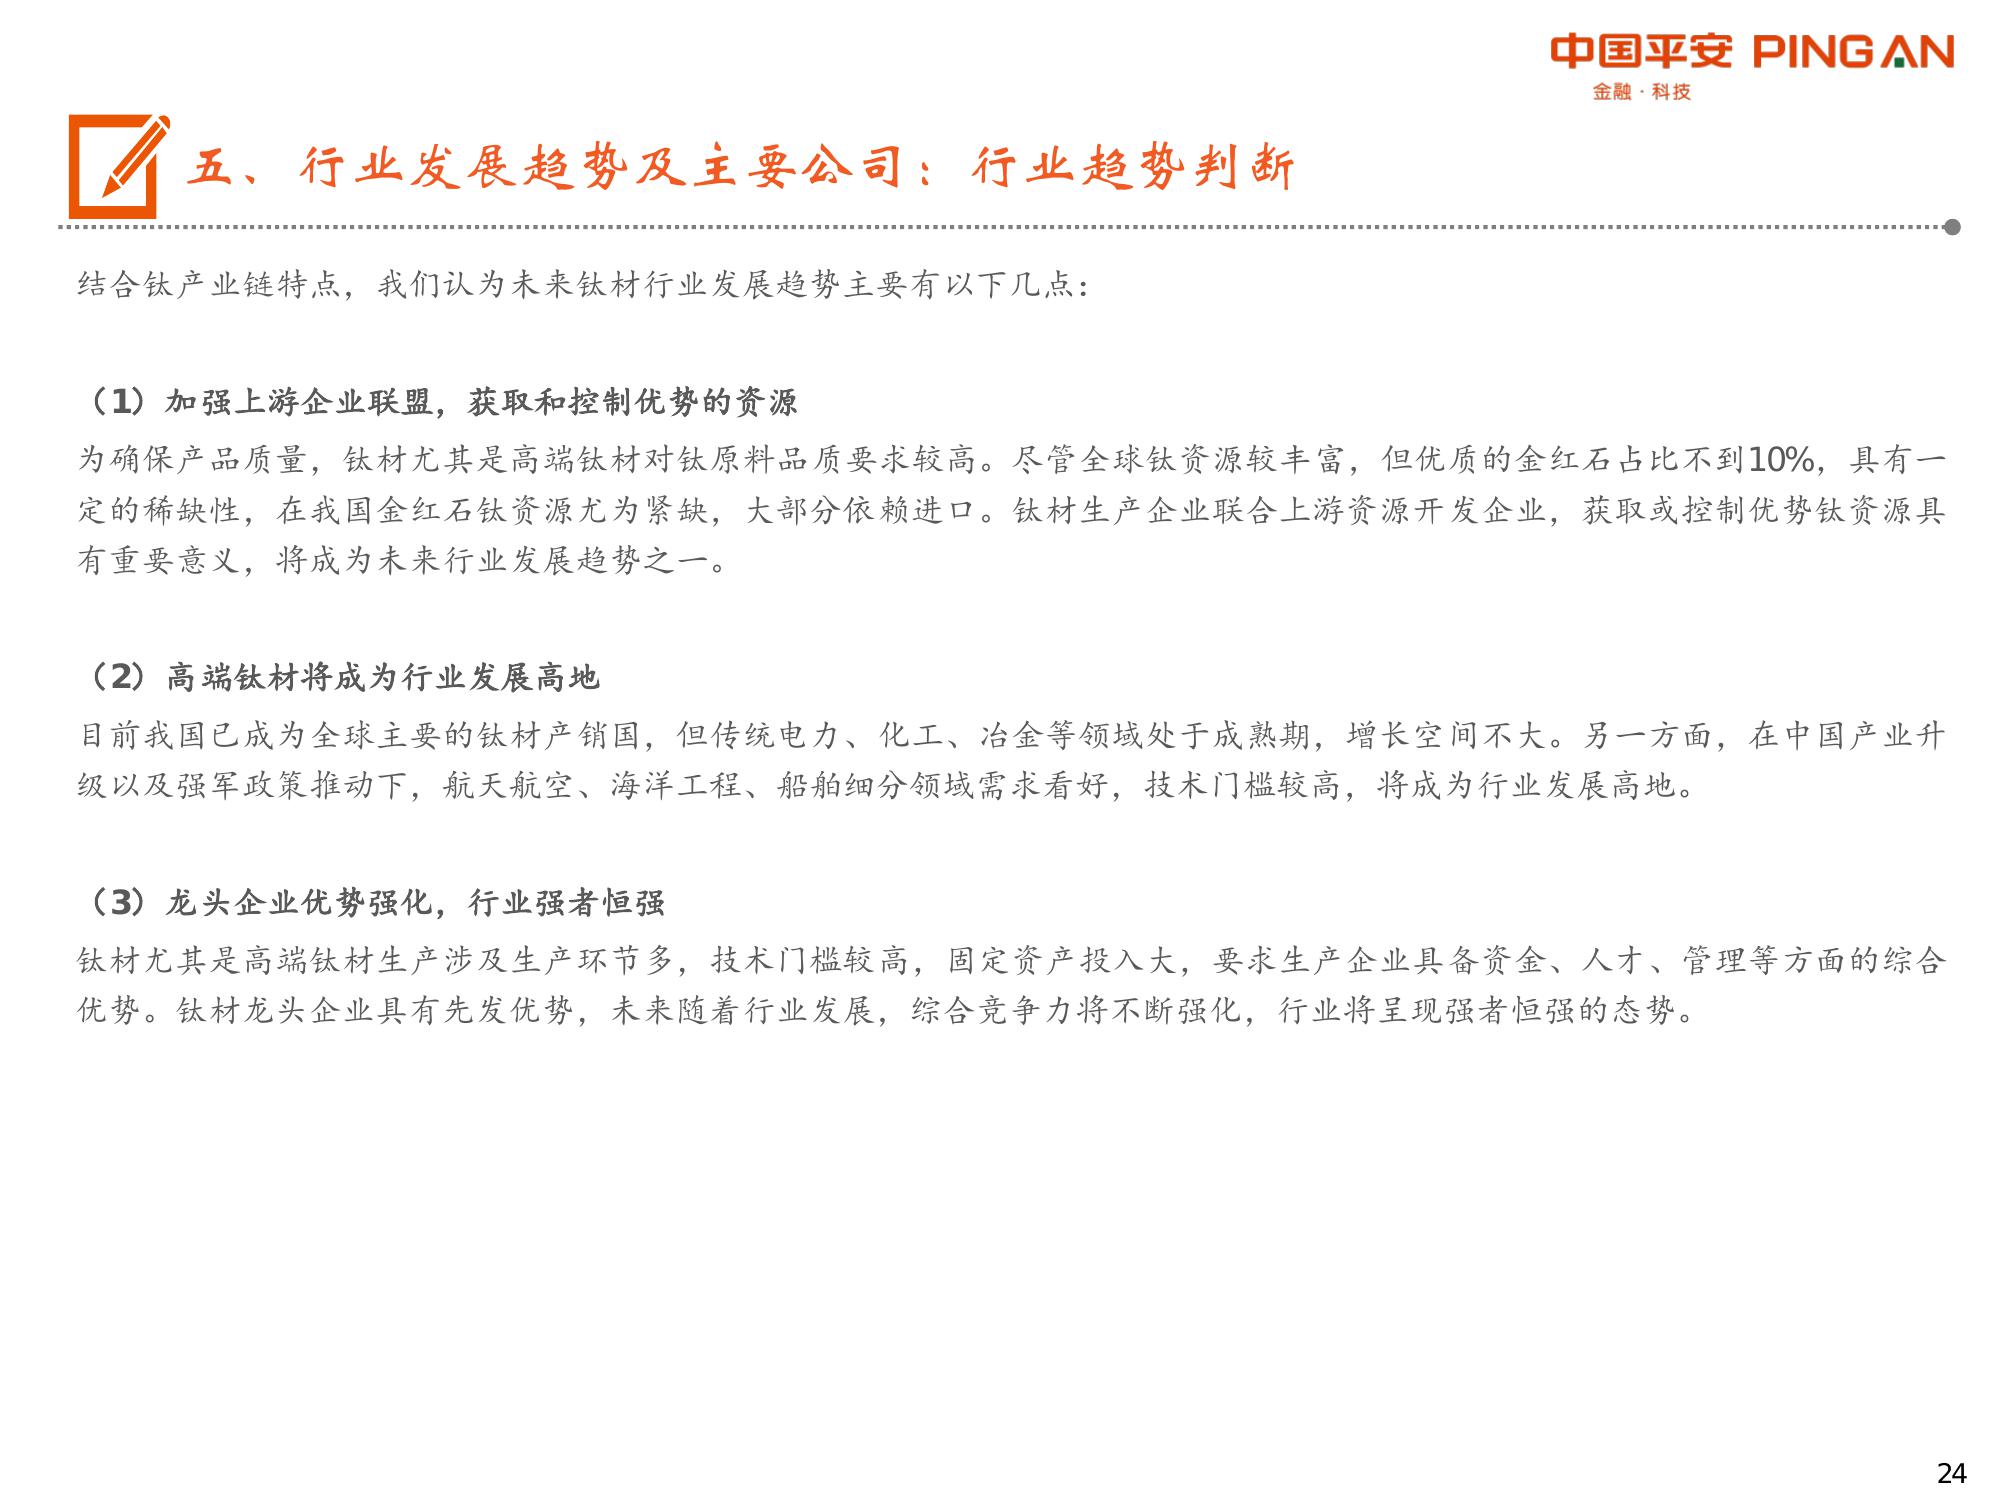 中国平安 PING AN
金融·科技
五、行业发展趋势及主要公司：行业趋势判断
结合钛产业链特点，我们认为未来钛材行业发展趋势主要有以下几点：
（1）加强上游企业联盟，获取和控制优势的资源
为确保产品质量，钛材尤其是高端钛材对钛原料品质要求较高。尽管全球钛资源较丰富，但优质的金红石占比不到10%，具有一
定的稀缺性，在我国金红石钛资源尤为紧缺，大部分依赖进口。钛材生产企业联合上游资源开发企业，获取或控制优势钛资源具
有重要意义，将成为未来行业发展趋势之一。
（2）高端钛材将成为行业发展高地
目前我国已成为全球主要的钛材产销国，但传统电力、化工、冶金等领域处于成熟期，增长空间不大。另一方面，在中国产业升
级以及强军政策推动下，航天航空、海洋工程、船舶细分领域需求看好，技术门槛较高，将成为行业发展高地。
（3）龙头企业优势强化，行业强者恒强
钛材尤其是高端钛材生产涉及生产环节多，技术门槛较高，固定资产投入大，要求生产企业具备资金、人才、管理等方面的综合
优势。钛材龙头企业具有先发优势，未来随着行业发展，综合竞争力将不断强化，行业将呈现强者恒强的态势。
24